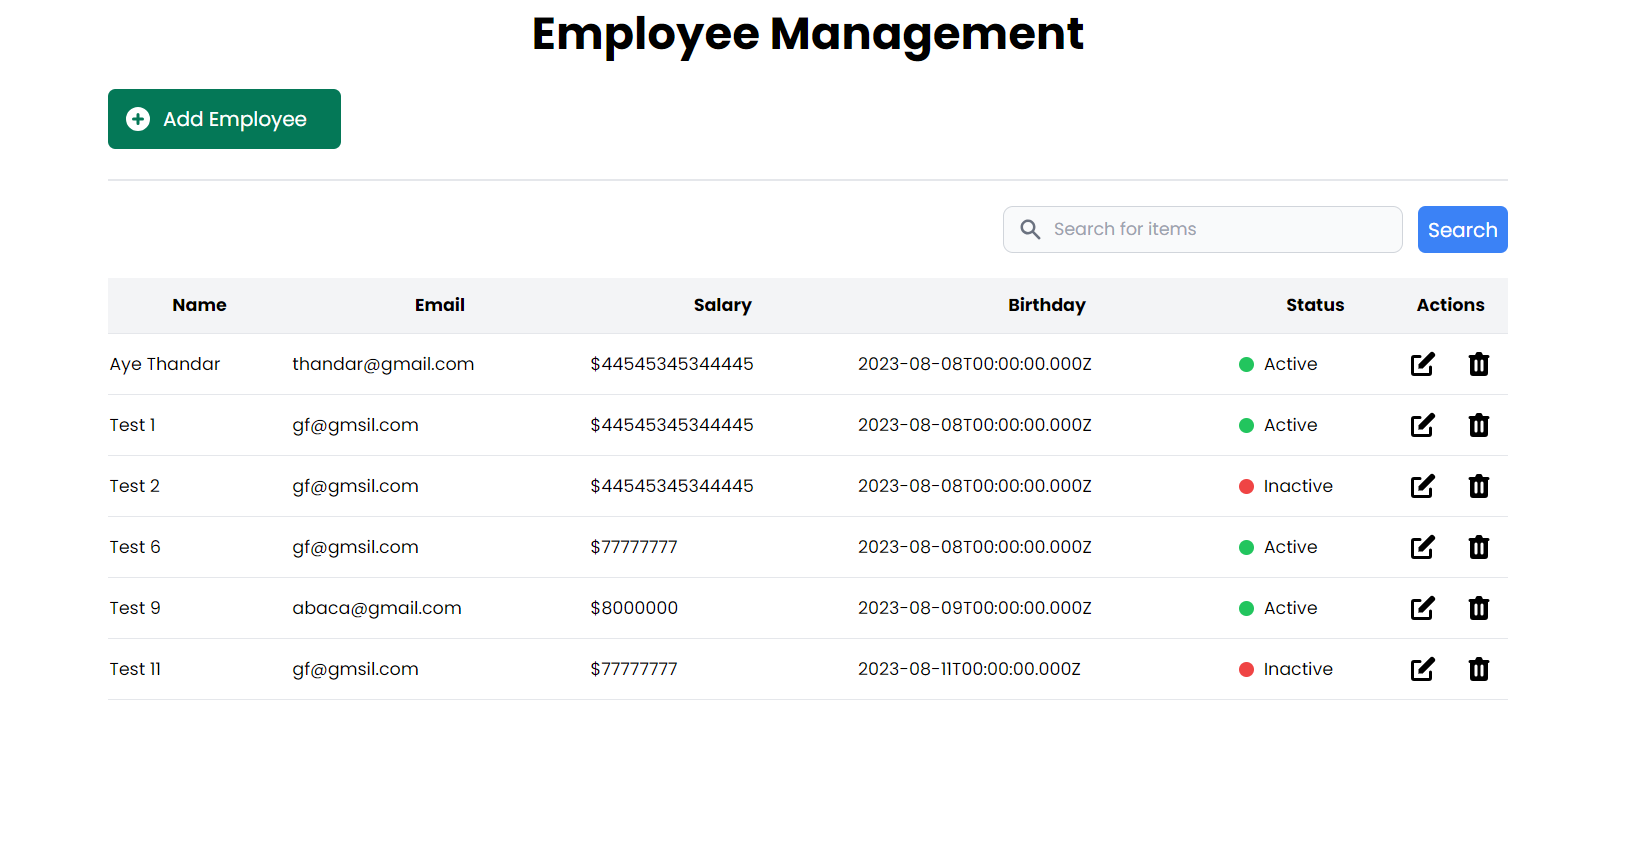 Employee Management
Add Employee
Search for items Search
Name Email Salary Birthday Status Actions
Aye Thandar thandar@gmail.com $44545345344445 2023-08-08T00:00:00.000Z Active
Test 1 gf@gmsil.com $44545345344445 2023-08-08T00:00:00.000Z Active
Test 2 gf@gmsil.com $44545345344445 2023-08-08T00:00:00.000Z Inactive
Test 6 gf@gmsil.com $77777777 2023-08-08T00:00:00.000Z Active
Test 9 abaca@gmail.com $8000000 2023-08-09T00:00:00.000Z Active
Test 11 gf@gmsil.com $77777777 2023-08-11T00:00:00.000Z Inactive